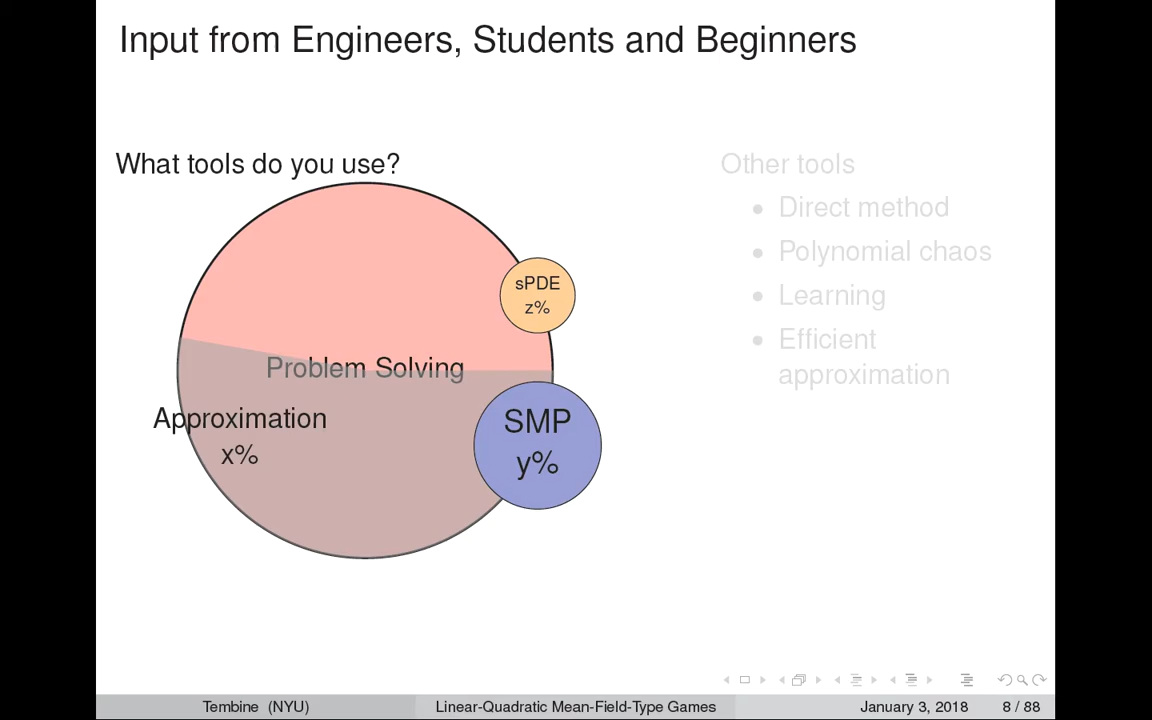 Input from Engineers, Students and Beginners
What tools do you use?
sPDE
z%
Problem Solving
Approximation
x%
SMP
y%
Other tools
• Direct method
• Polynomial chaos
• Learning
• Efficient
approximation
Tembine (NYU) Linear-Quadratic Mean-Field-Type Games January 3, 2018 8 / 88